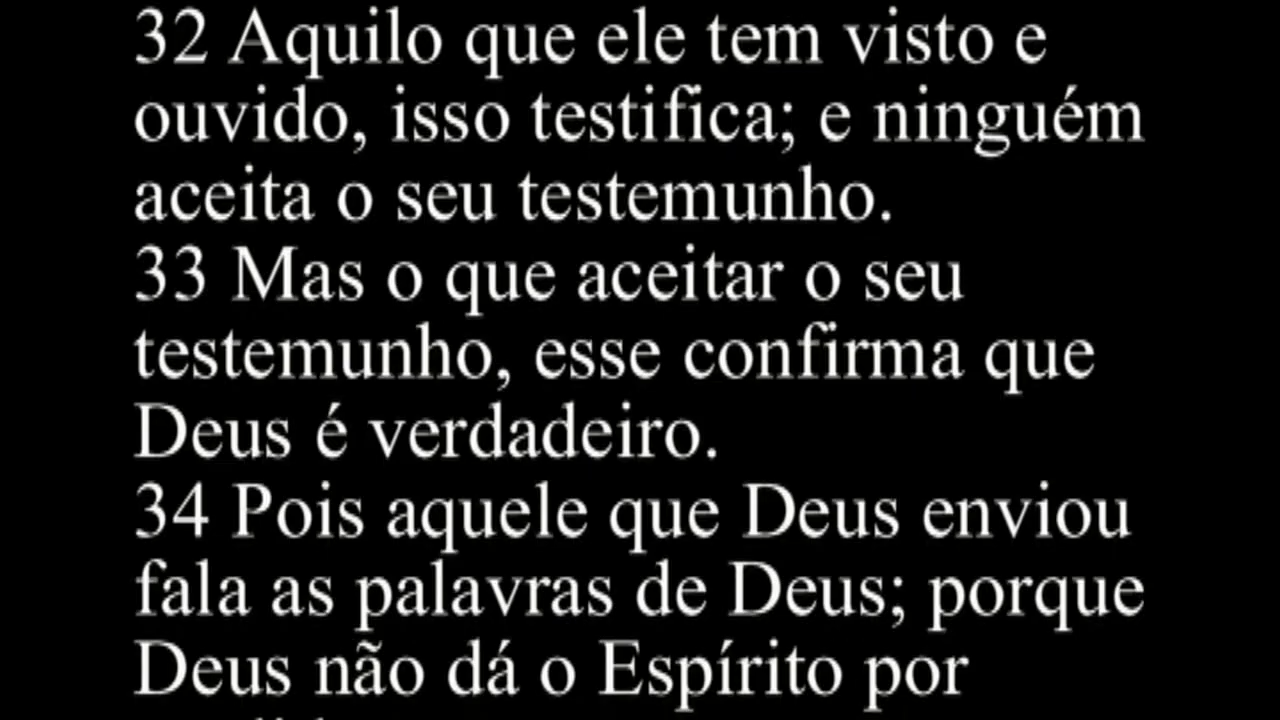 32 Aquilo que ele tem visto e
ouvido, isso testifica; e ninguém
aceita o seu testemunho.
33 Mas o que aceitar o seu
testemunho, esse confirma que
Deus é verdadeiro.
34 Pois aquele que Deus enviou
fala as palavras de Deus; porque
Deus não dá o Espírito por